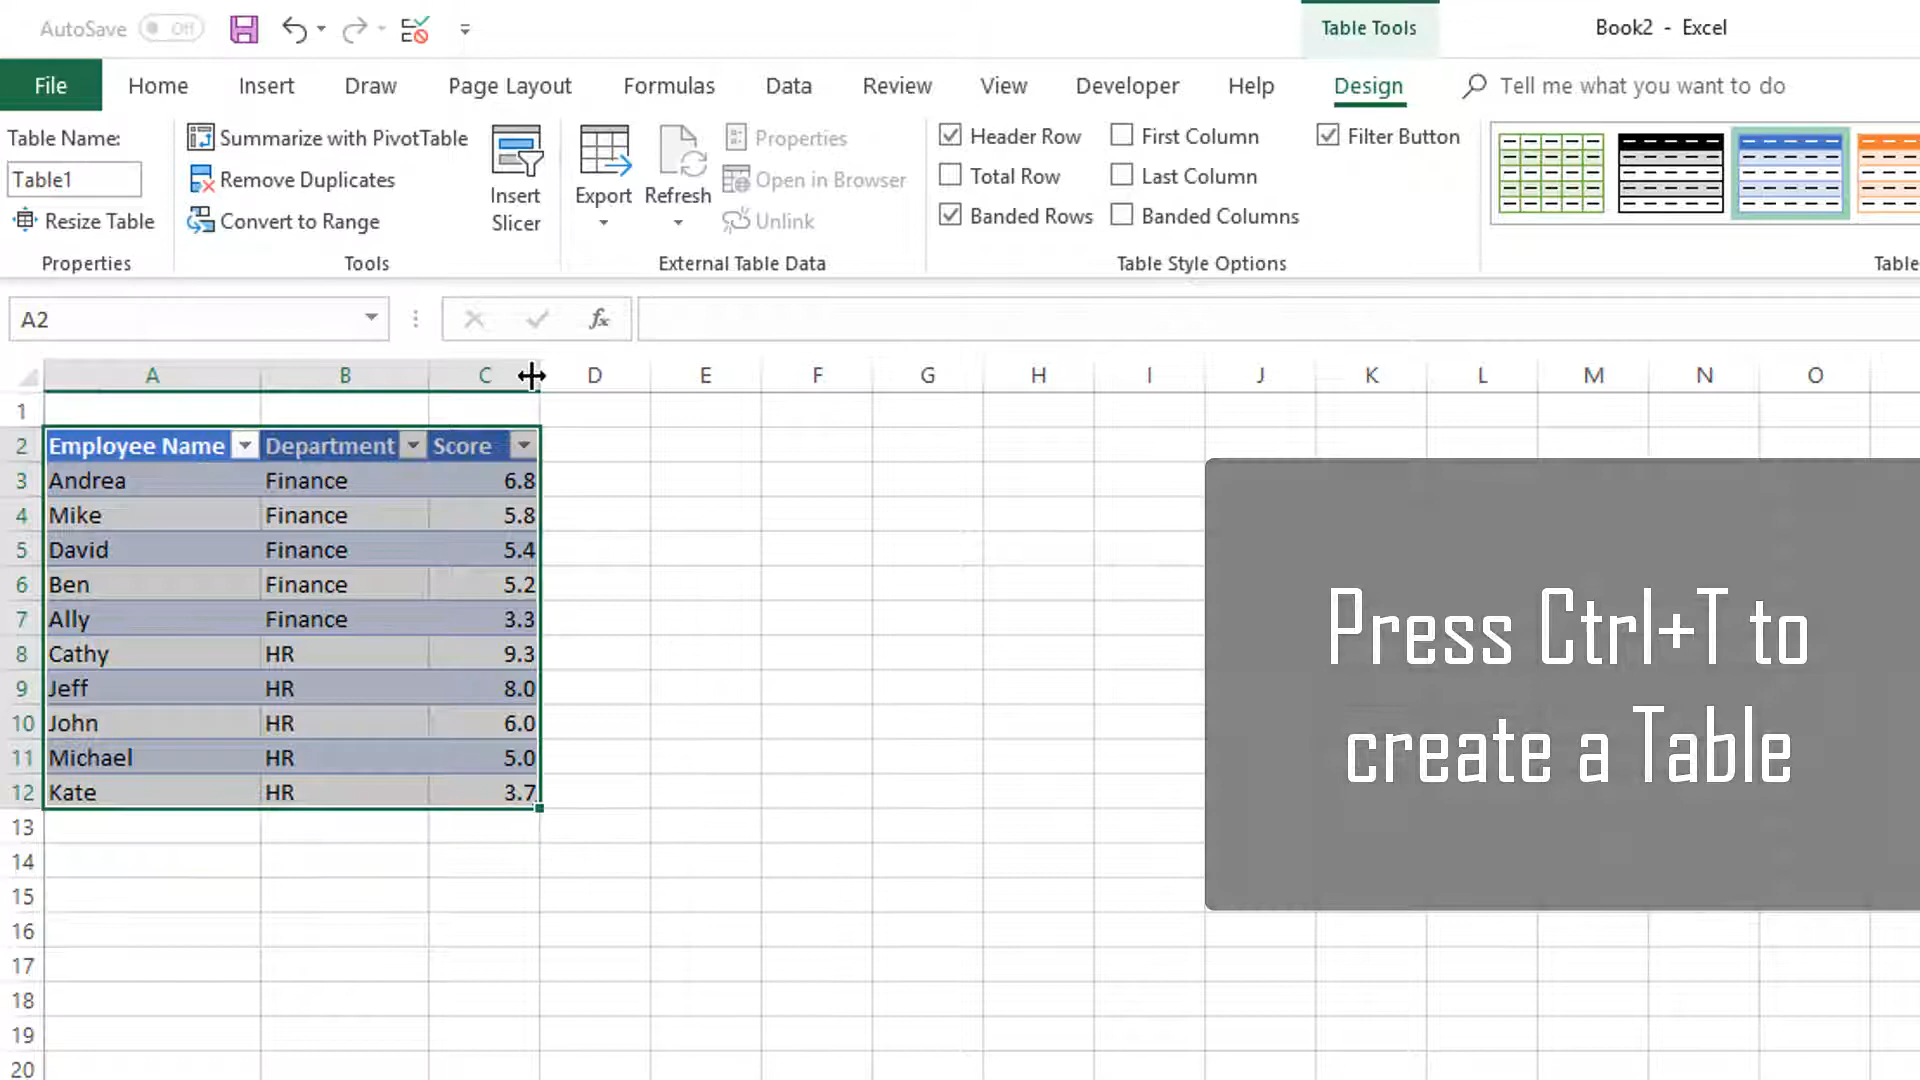 AutoSave Off
Table Tools
Book2 - Excel
File Home Insert Draw Page Layout Formulas Data Review View Developer Help Design Tell me what you want to do
Table Name:
Table1
Resize Table
Properties
Summarize with PivotTable
Remove Duplicates
Convert to Range
Tools
Insert
Slicer
Export
Refresh
Properties
Open in Browser
Unlink
External Table Data
Header Row
Total Row
Banded Rows
First Column
Last Column
Banded Columns
Filter Button
Table Style Options
Table
A2
fx
A B C D E F G H I J K L M N O
1
2 Employee Name Department Score
3 Andrea Finance 6.8
4 Mike Finance 5.8
5 David Finance 5.4
6 Ben Finance 5.2
7 Ally Finance 3.3
8 Cathy HR 9.3
9 Jeff HR 8.0
10 John HR 6.0
11 Michael HR 5.0
12 Kate HR 3.7
13
14
15
16
17
18
19
20
Press Ctrl+T to
create a Table